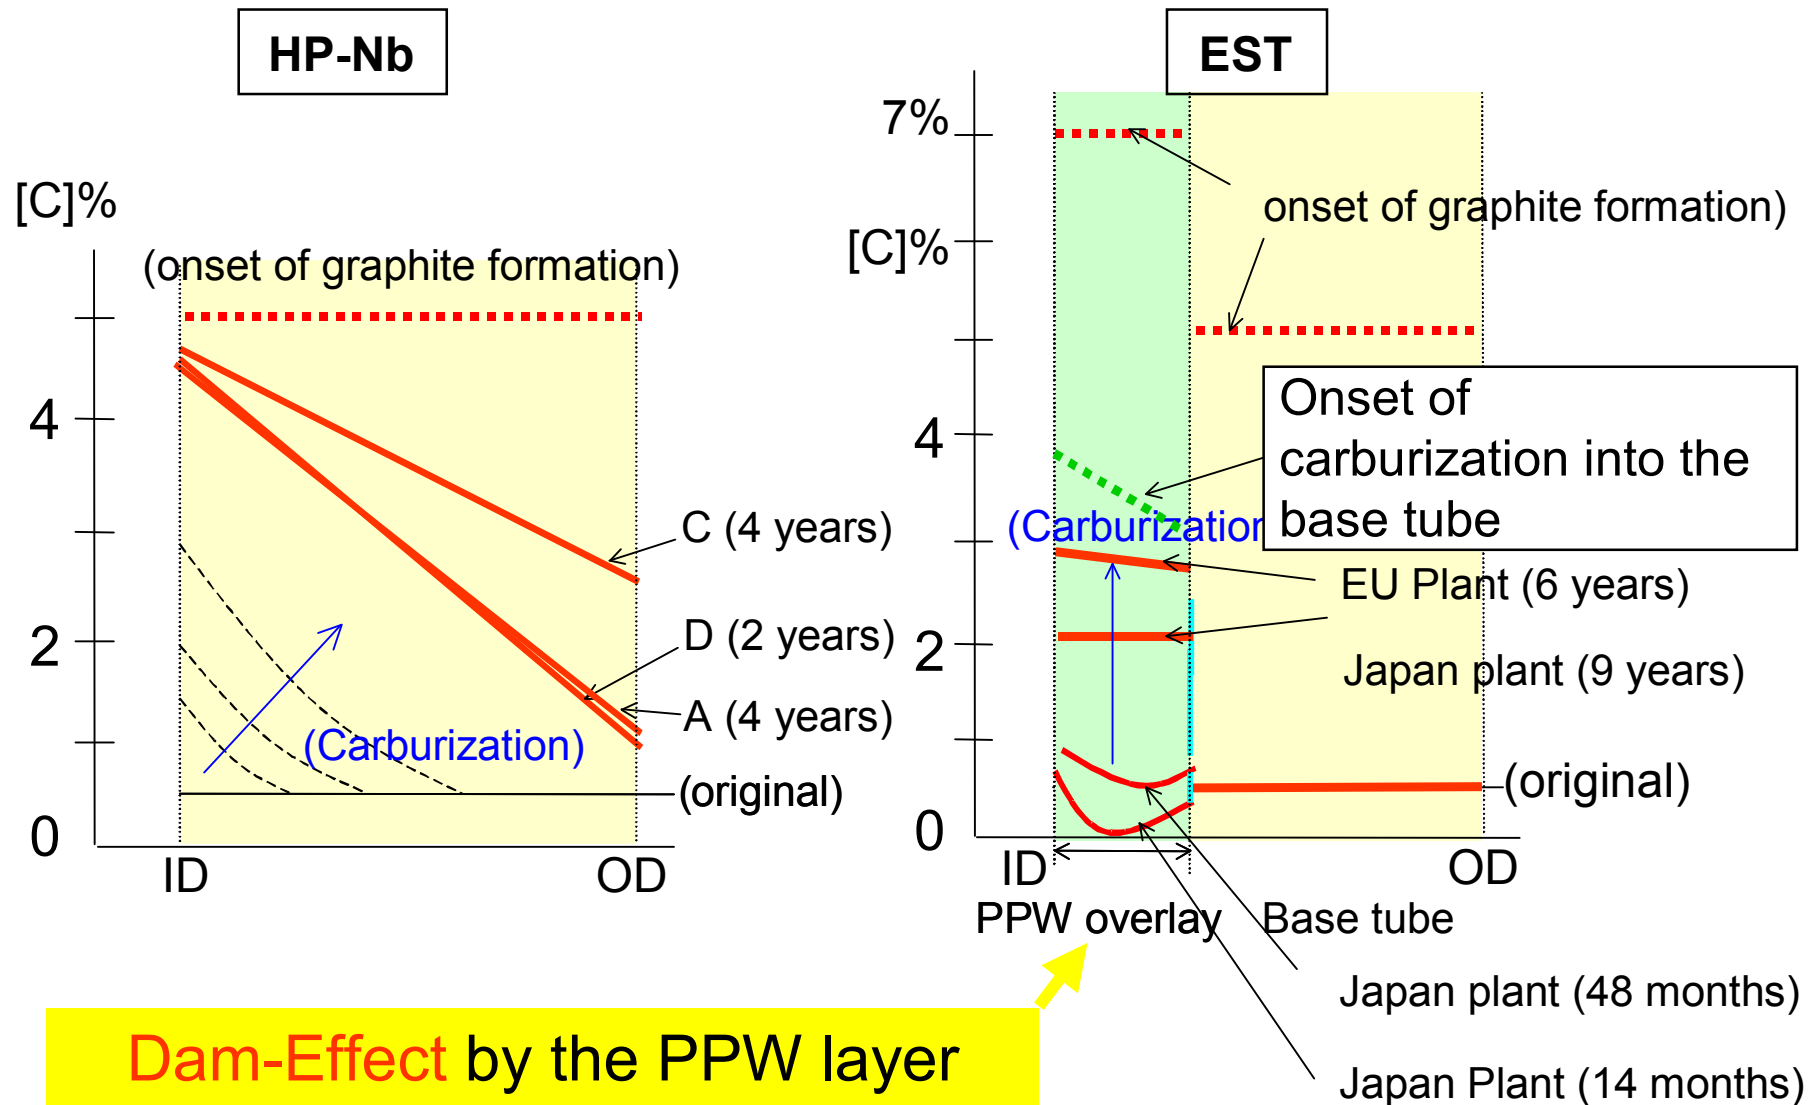 HP-Nb
[C]%
(onset of graphite formation)
4
2
0
C (4 years)
D (2 years)
A (4 years)
(Carburization)
(original)
ID
OD
EST
7%
[C]%
4
2
0
onset of graphite formation)
Onset of
carburization into the
base tube
(Carburization
EU Plant (6 years)
Japan plant (9 years)
(original)
ID
OD
PPW overlay
Base tube
Japan plant (48 months)
Japan Plant (14 months)
Dam-Effect by the PPW layer